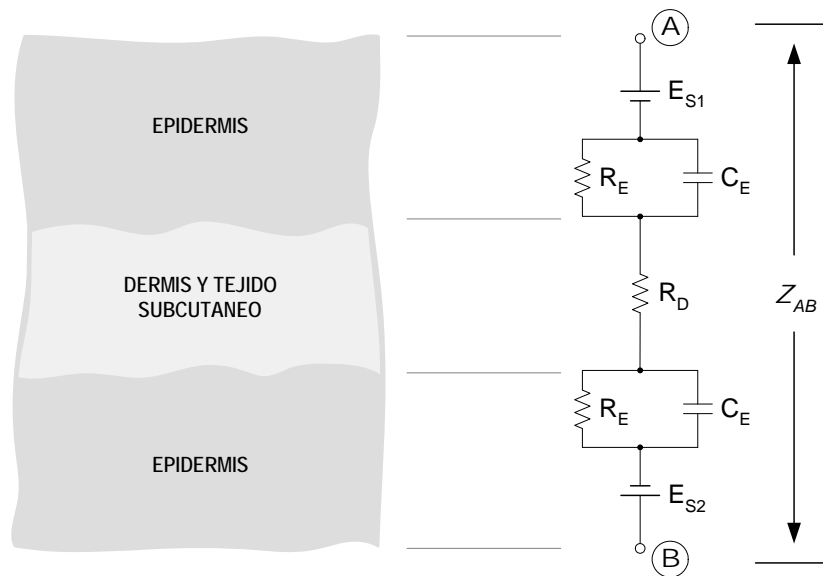 A
E_S1
EPIDERMIS
R_E
C_E
DERMIS Y TEJIDO
SUBCUTANEO
R_D
Z_AB
R_E
C_E
EPIDERMIS
E_S2
B